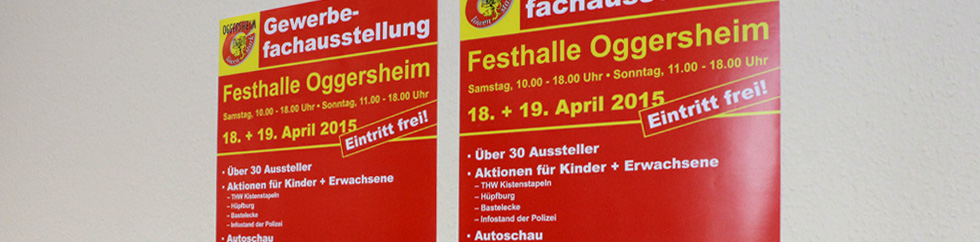 OGGERSHEIM
Gewerbe-
fachausstellung
Festhalle Oggersheim
Samstag, 10.00 - 18.00 Uhr • Sonntag, 11.00 - 18.00 Uhr
18. + 19. April 2015
Eintritt frei!
• Über 30 Aussteller
• Aktionen für Kinder + Erwachsene
– THW Kistenstapeln
– Hüpfburg
– Bastelecke
– Infostand der Polizei
• Autoschau
fachausstellung
Festhalle Oggersheim
Samstag, 10.00 - 18.00 Uhr • Sonntag, 11.00 - 18.00 Uhr
18. + 19. April 2015
Eintritt frei!
• Über 30 Aussteller
• Aktionen für Kinder + Erwachsene
– THW Kistenstapeln
– Hüpfburg
– Bastelecke
– Infostand der Polizei
• Autoschau